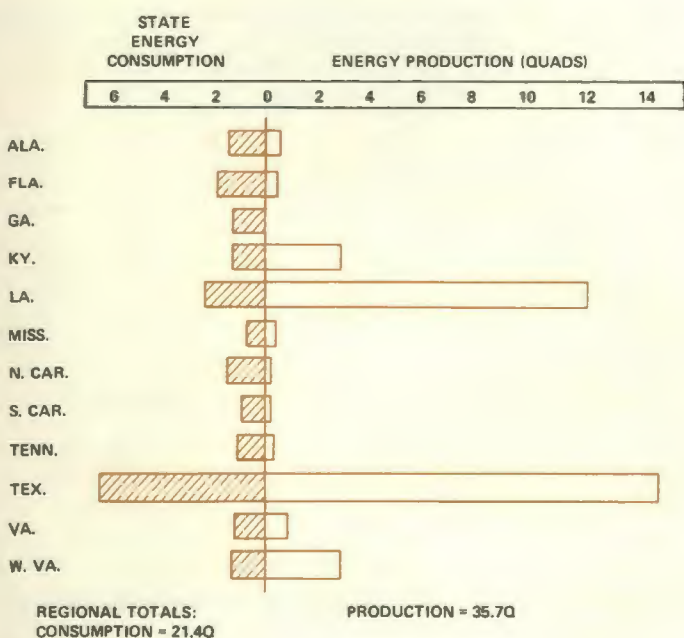 STATE
ENERGY
CONSUMPTION ENERGY PRODUCTION (QUADS)
6 4 2 0 2 4 6 8 10 12 14
ALA.
FLA.
GA.
KY.
LA.
MISS.
N. CAR.
S. CAR.
TENN.
TEX.
VA.
W. VA.
REGIONAL TOTALS: PRODUCTION = 35.7Q
CONSUMPTION = 21.4Q